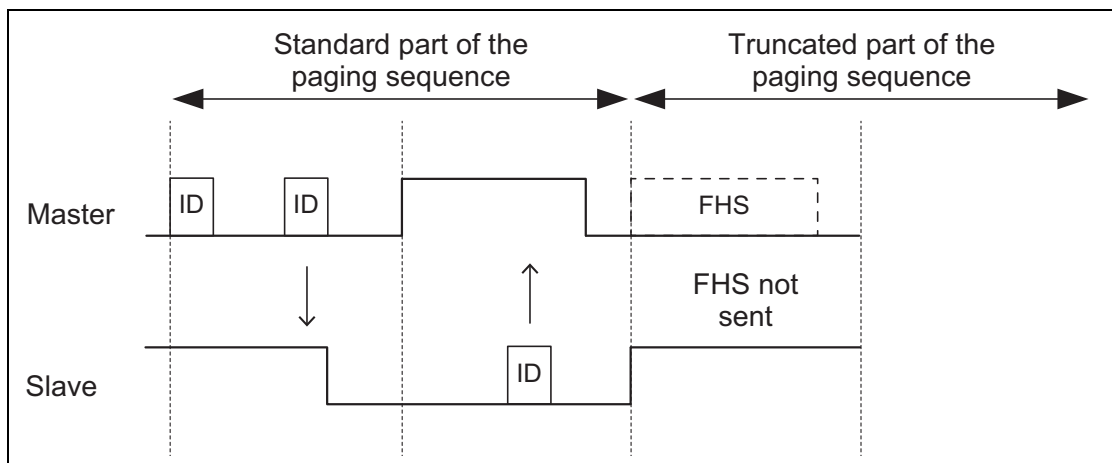 Standard part of the
paging sequence
Truncated part of the
paging sequence
Master
ID
ID
FHS
FHS not
sent
Slave
ID